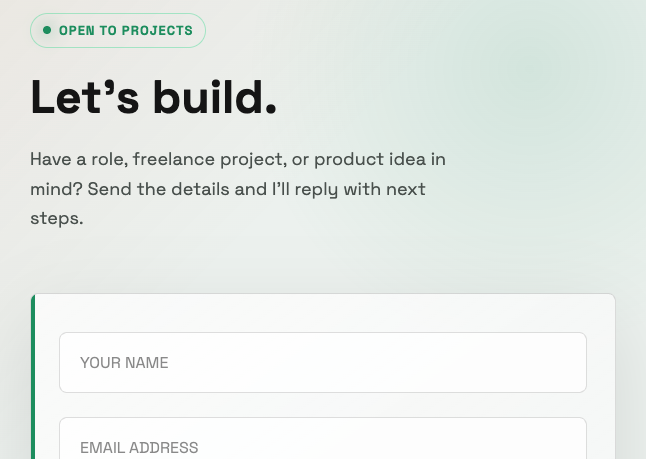 OPEN TO PROJECTS
Let’s build.
Have a role, freelance project, or product idea in
mind? Send the details and I’ll reply with next
steps.
YOUR NAME
EMAIL ADDRESS